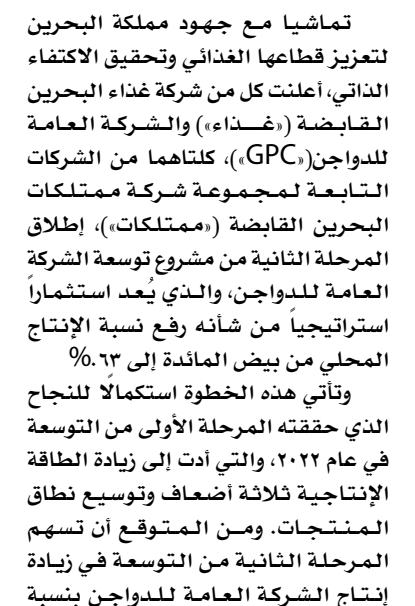 تماشيا مع جهود مملكة البحرين
لتعزيز قطاعها الغذائي وتحقيق الاكتفاء
الذاتي، أعلنت كل من شركة غذاء البحرين
القابضة («غذاء») والشركة العامة
للدواجن(«GPC»)، كلتاهما من الشركات
التابعة لمجموعة شركة ممتلكات
البحرين القابضة («ممتلكات»)، إطلاق
المرحلة الثانية من مشروع توسعة الشركة
العامة للدواجن، والذي يُعد استثماراً
استراتيجياً من شأنه رفع نسبة الإنتاج
المحلي من بيض المائدة إلى ٦٣.%
وتأتي هذه الخطوة استكمالًا للنجاح
الذي حققته المرحلة الأولى من التوسعة
في عام ٢٠٢٢، والتي أدت إلى زيادة الطاقة
الإنتاجية ثلاثة أضعاف وتوسيع نطاق
المنتجات. ومن المتوقع أن تسهم
المرحلة الثانية من التوسعة في زيادة
إنتاج الشركة العامة للدواجن بنسبة